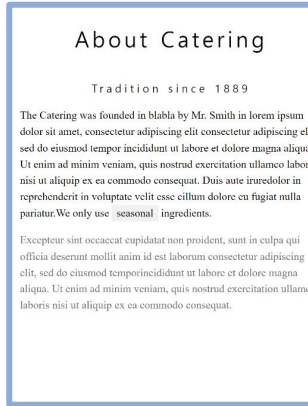 About Catering
Tradition since 1889
The Catering was founded in blabla by Mr. Smith in lorem ipsum
dolor sit amet, consectetur adipiscing elit consectetur adipiscing el
sed do eiusmod tempor incididunt ut labore et dolore magna aliqua
Ut enim ad minim veniam, quis nostrud exercitation ullamco labor
nisi ut aliquip ex ea commodo consequat. Duis aute iruredolor in
reprehenderit in voluptate velit esse cillum dolore eu fugiat nulla
pariatur.We only use seasonal ingredients.
Excepteur sint occaecat cupidatat non proident, sunt in culpa qui
officia deserunt mollit anim id est laborum consectetur adipiscing
elit, sed do eiusmod temporincididunt ut labore et dolore magna
aliqua. Ut enim ad minim veniam, quis nostrud exercitation ullamc
laboris nisi ut aliquip ex ea commodo consequat.